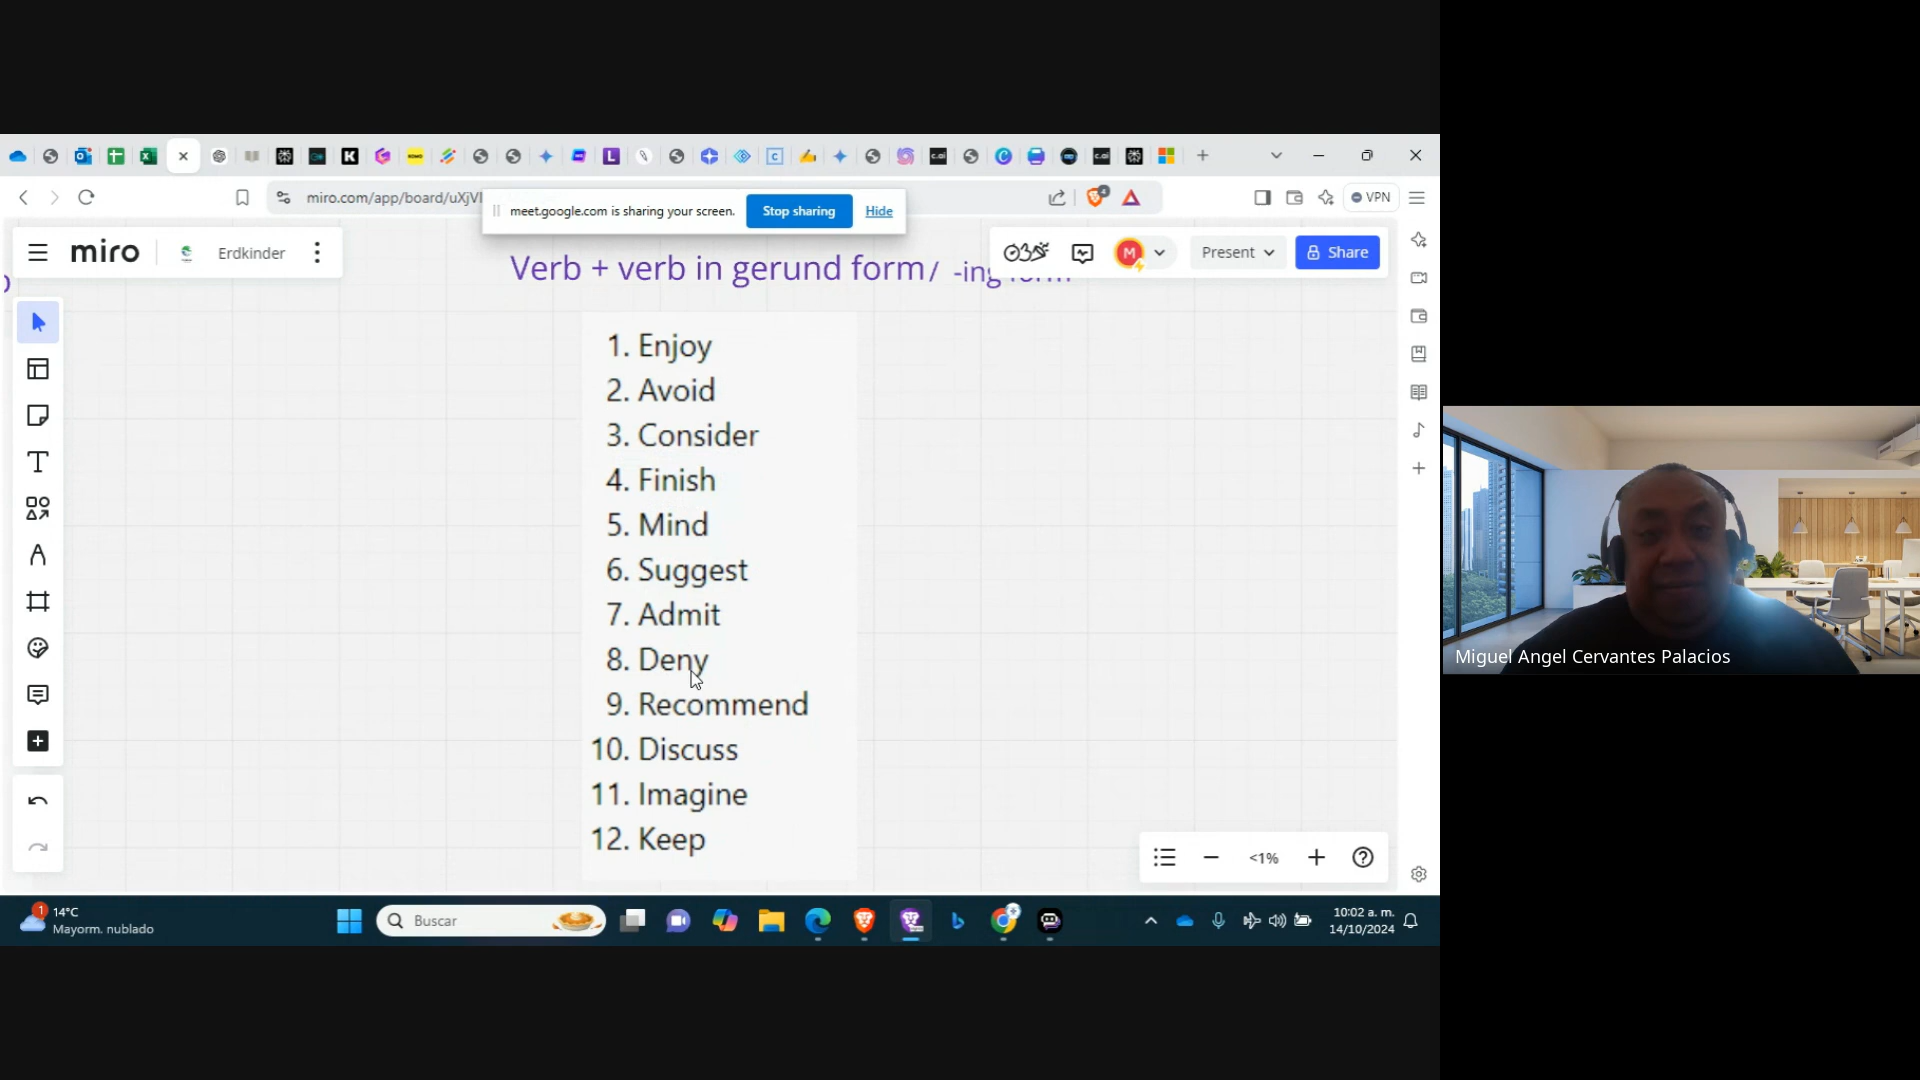 miro.com/app/board/uXjVl
meet.google.com is sharing your screen.
Stop sharing
Hide
VPN
miro
Erdkinder
M
Present
Share
Verb + verb in gerund form/ -ing form
1. Enjoy
2. Avoid
3. Consider
4. Finish
5. Mind
6. Suggest
7. Admit
8. Deny
9. Recommend
10. Discuss
11. Imagine
12. Keep
<1%
Miguel Angel Cervantes Palacios
1
14°C
Mayorm. nublado
Buscar
10:02 a. m.
14/10/2024